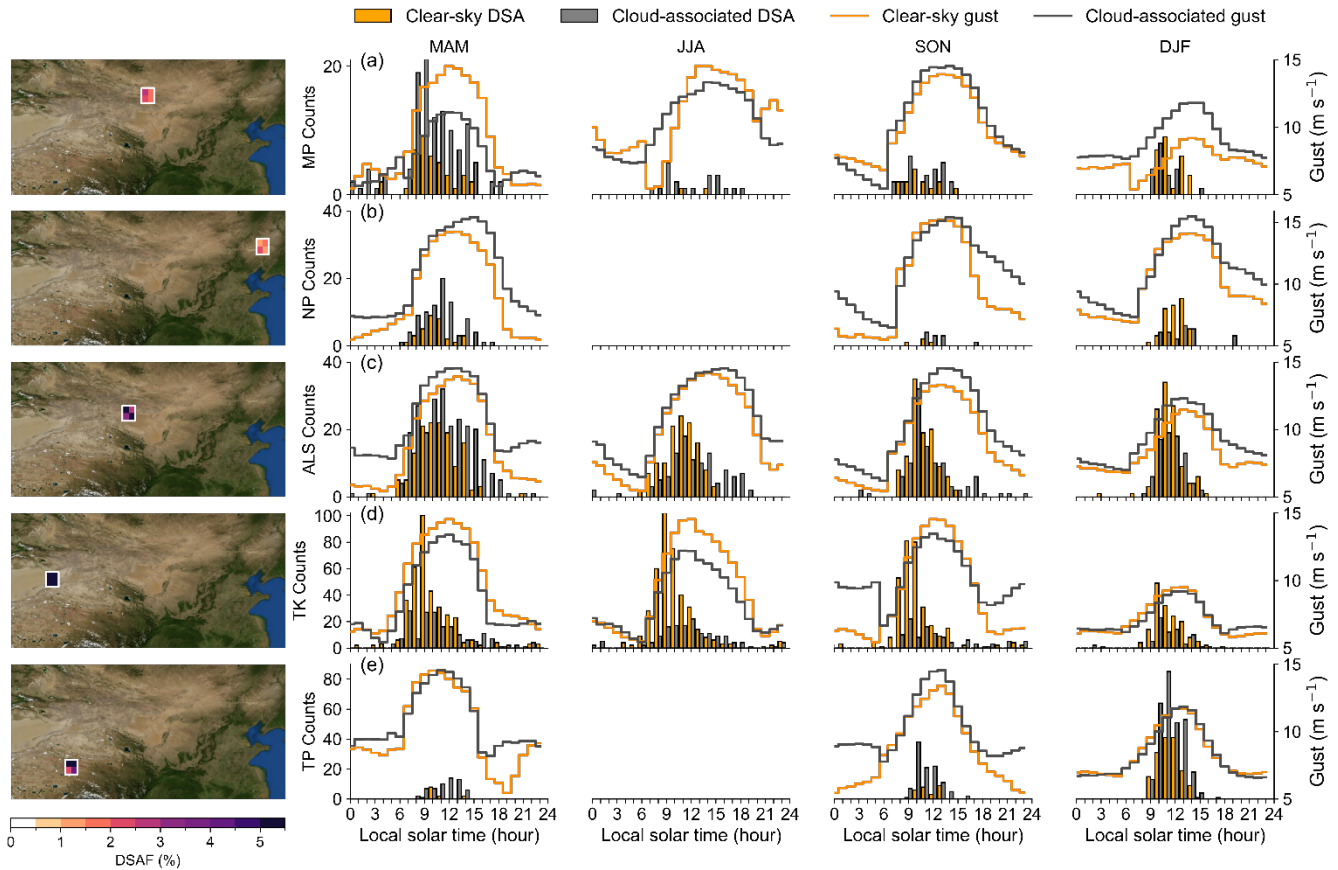 Clear-sky DSA Cloud-associated DSA Clear-sky gust Cloud-associated gust
MAM JJA SON DJF
(a)
MP Counts
20
10
0
15
10
5
Gust (m s⁻¹)
(b)
NP Counts
40
20
0
15
10
5
Gust (m s⁻¹)
(c)
ALS Counts
40
20
0
15
10
5
Gust (m s⁻¹)
(d)
TK Counts
100
80
60
40
20
0
15
10
5
Gust (m s⁻¹)
(e)
TP Counts
80
60
40
20
0
15
10
5
Gust (m s⁻¹)
0 3 6 9 12 15 18 21 24 0 3 6 9 12 15 18 21 24 0 3 6 9 12 15 18 21 24 0 3 6 9 12 15 18 21 24
Local solar time (hour) Local solar time (hour) Local solar time (hour) Local solar time (hour)
0 1 2 3 4 5
DSAF (%)